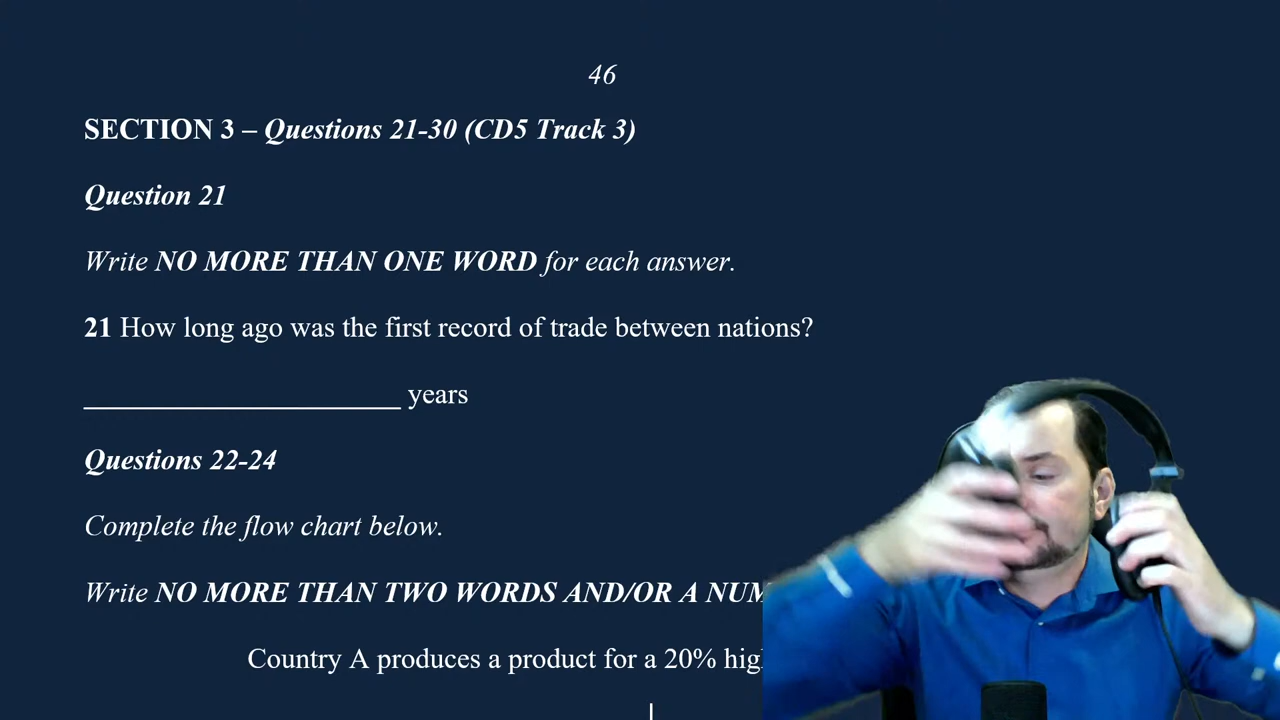 46
SECTION 3 – Questions 21-30 (CD5 Track 3)
Question 21
Write NO MORE THAN ONE WORD for each answer.
21 How long ago was the first record of trade between nations?
______________________ years
Questions 22-24
Complete the flow chart below.
Write NO MORE THAN TWO WORDS AND/OR A
Country A produces a product for a 20%